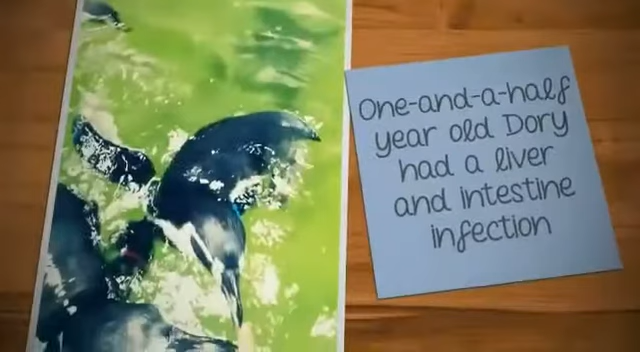 One-and-a-half
year old Dory
had a liver
and intestine
infection